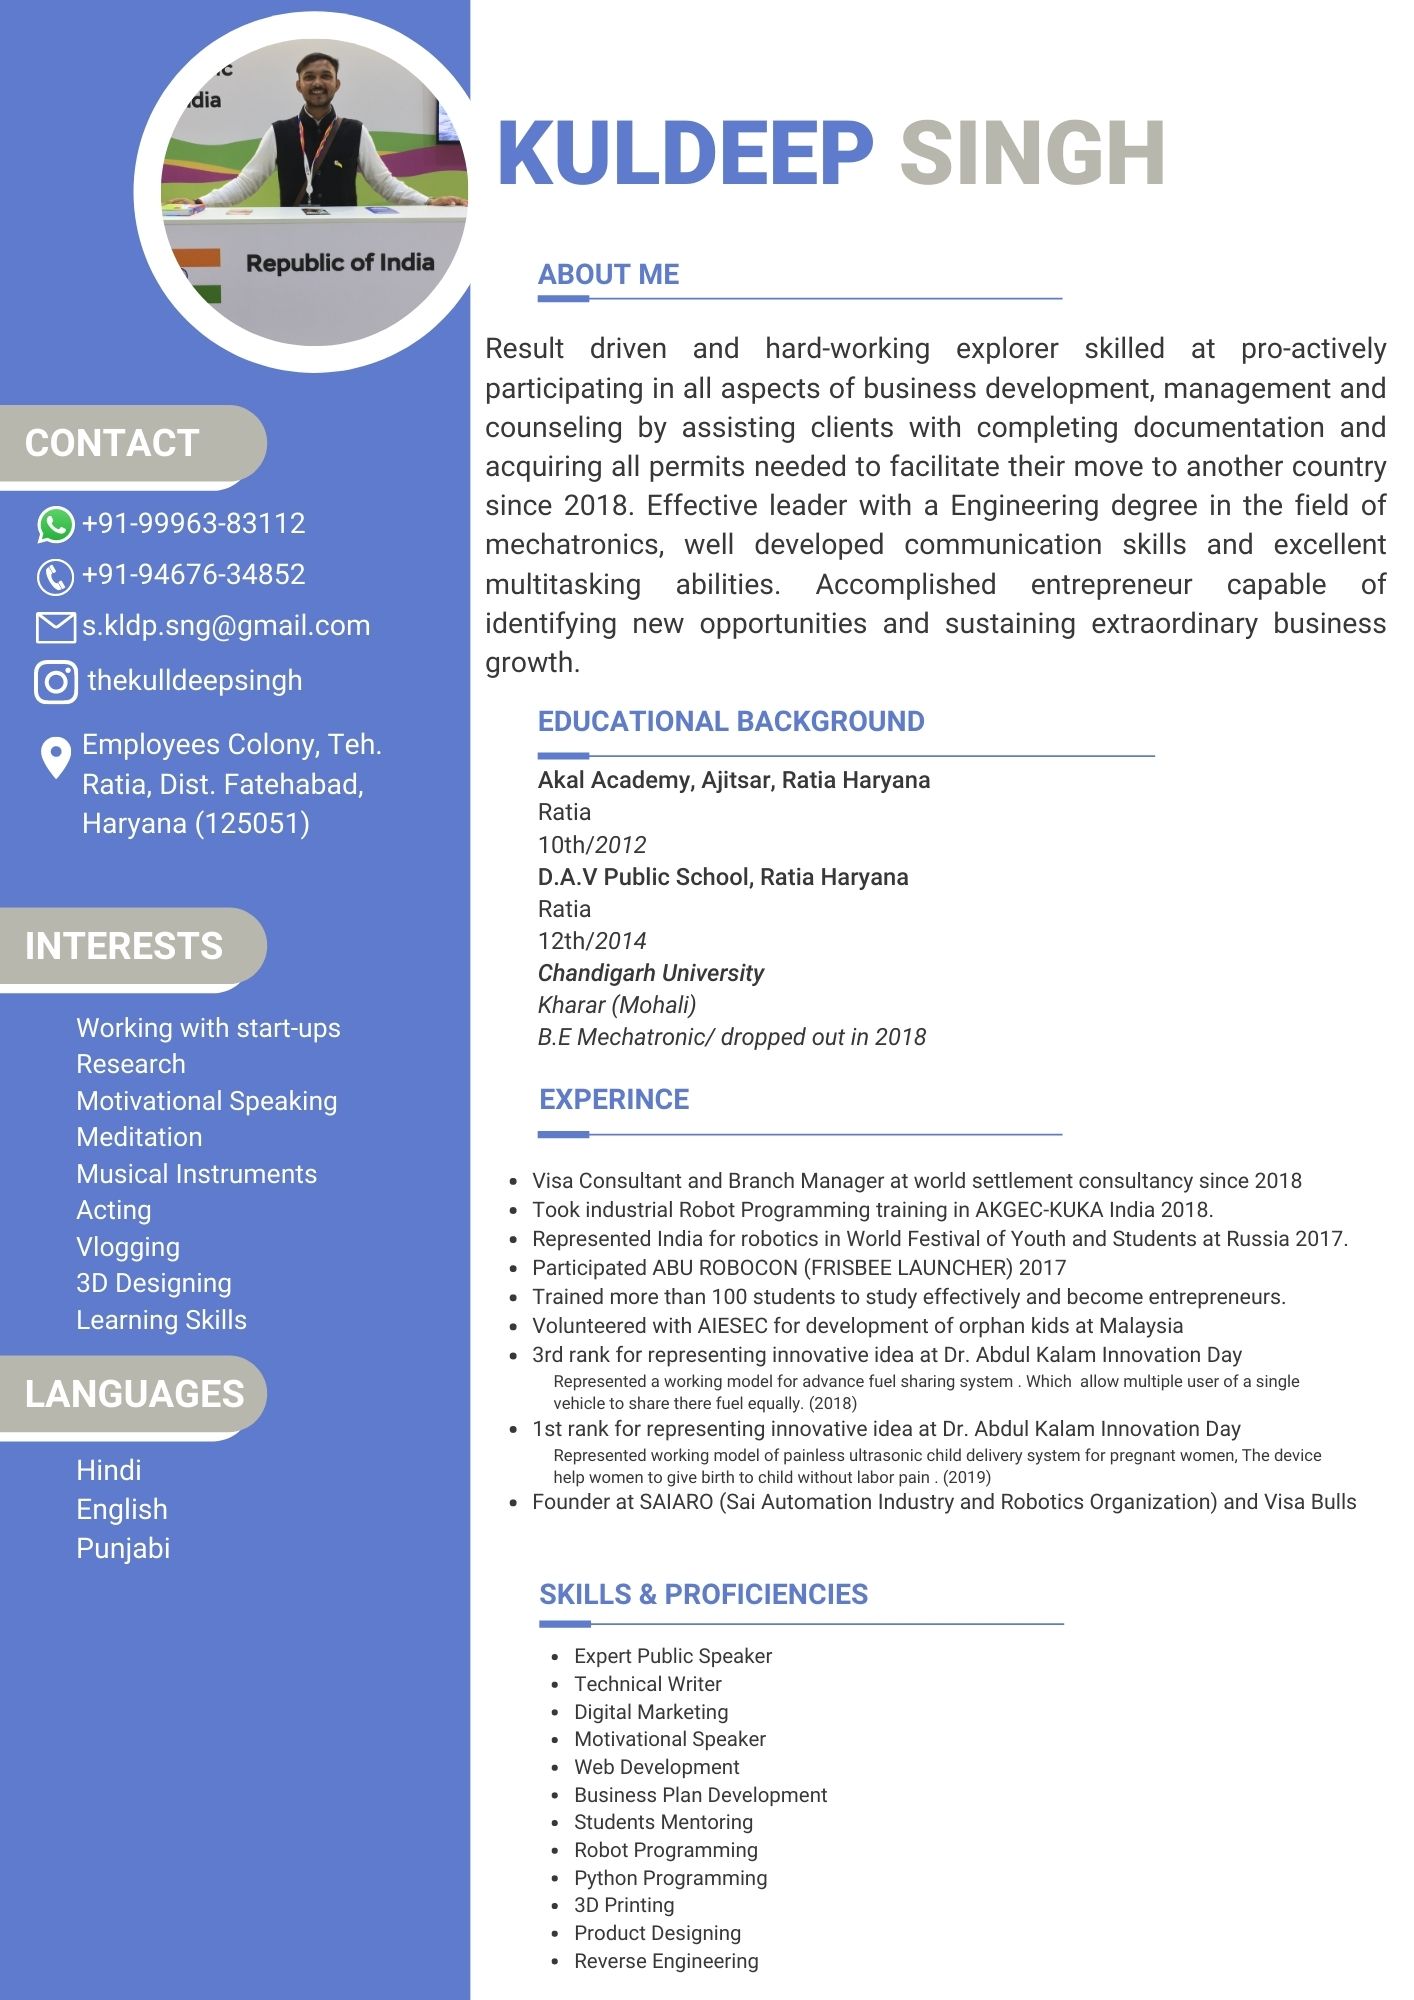 ic
dia
Republic of India
KULDEEP SINGH
CONTACT
+91-99963-83112
+91-94676-34852
s.kldp.sng@gmail.com
thekulldeepsingh
Employees Colony, Teh.
Ratia, Dist. Fatehabad,
Haryana (125051)
INTERESTS
Working with start-ups
Research
Motivational Speaking
Meditation
Musical Instruments
Acting
Vlogging
3D Designing
Learning Skills
LANGUAGES
Hindi
English
Punjabi
ABOUT ME
Result driven and hard-working explorer skilled at pro-actively
participating in all aspects of business development, management and
counseling by assisting clients with completing documentation and
acquiring all permits needed to facilitate their move to another country
since 2018. Effective leader with a Engineering degree in the field of
mechatronics, well developed communication skills and excellent
multitasking abilities. Accomplished entrepreneur capable of
identifying new opportunities and sustaining extraordinary business
growth.
EDUCATIONAL BACKGROUND
Akal Academy, Ajitsar, Ratia Haryana
Ratia
10th/2012
D.A.V Public School, Ratia Haryana
Ratia
12th/2014
Chandigarh University
Kharar (Mohali)
B.E Mechatronic/ dropped out in 2018
EXPERINCE
• Visa Consultant and Branch Manager at world settlement consultancy since 2018
• Took industrial Robot Programming training in AKGEC-KUKA India 2018.
• Represented India for robotics in World Festival of Youth and Students at Russia 2017.
• Participated ABU ROBOCON (FRISBEE LAUNCHER) 2017
• Trained more than 100 students to study effectively and become entrepreneurs.
• Volunteered with AIESEC for development of orphan kids at Malaysia
• 3rd rank for representing innovative idea at Dr. Abdul Kalam Innovation Day
Represented a working model for advance fuel sharing system . Which allow multiple user of a single
vehicle to share there fuel equally. (2018)
• 1st rank for representing innovative idea at Dr. Abdul Kalam Innovation Day
Represented working model of painless ultrasonic child delivery system for pregnant women, The device
help women to give birth to child without labor pain . (2019)
• Founder at SAIARO (Sai Automation Industry and Robotics Organization) and Visa Bulls
SKILLS & PROFICIENCIES
• Expert Public Speaker
• Technical Writer
• Digital Marketing
• Motivational Speaker
• Web Development
• Business Plan Development
• Students Mentoring
• Robot Programming
• Python Programming
• 3D Printing
• Product Designing
• Reverse Engineering